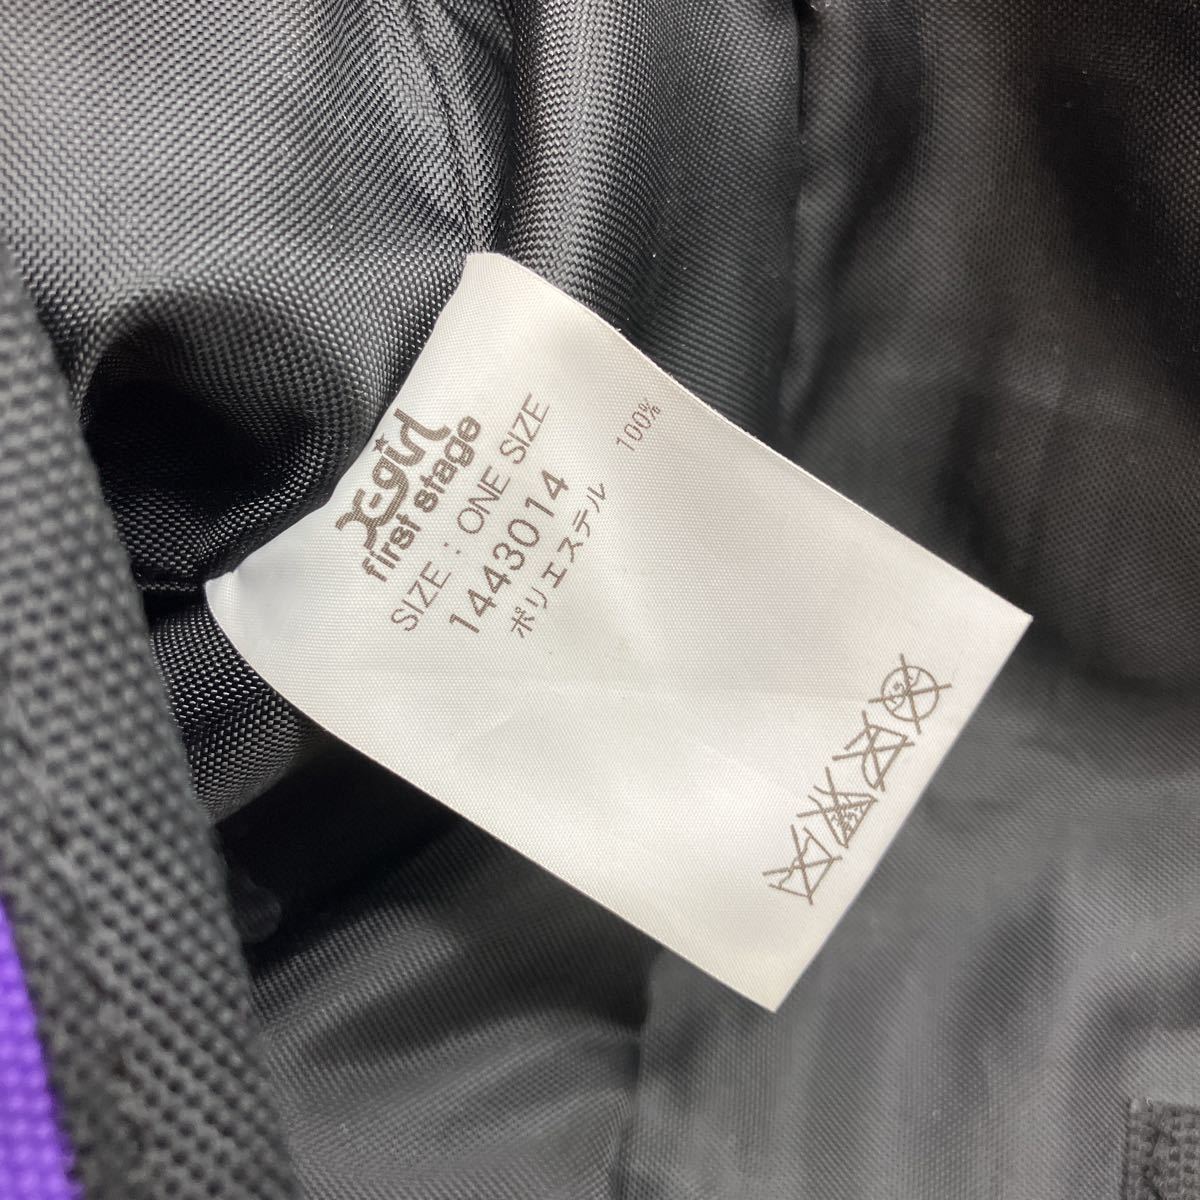 X-girl
first stage
SIZE : ONE SIZE
1443014
ポリエステル 100%